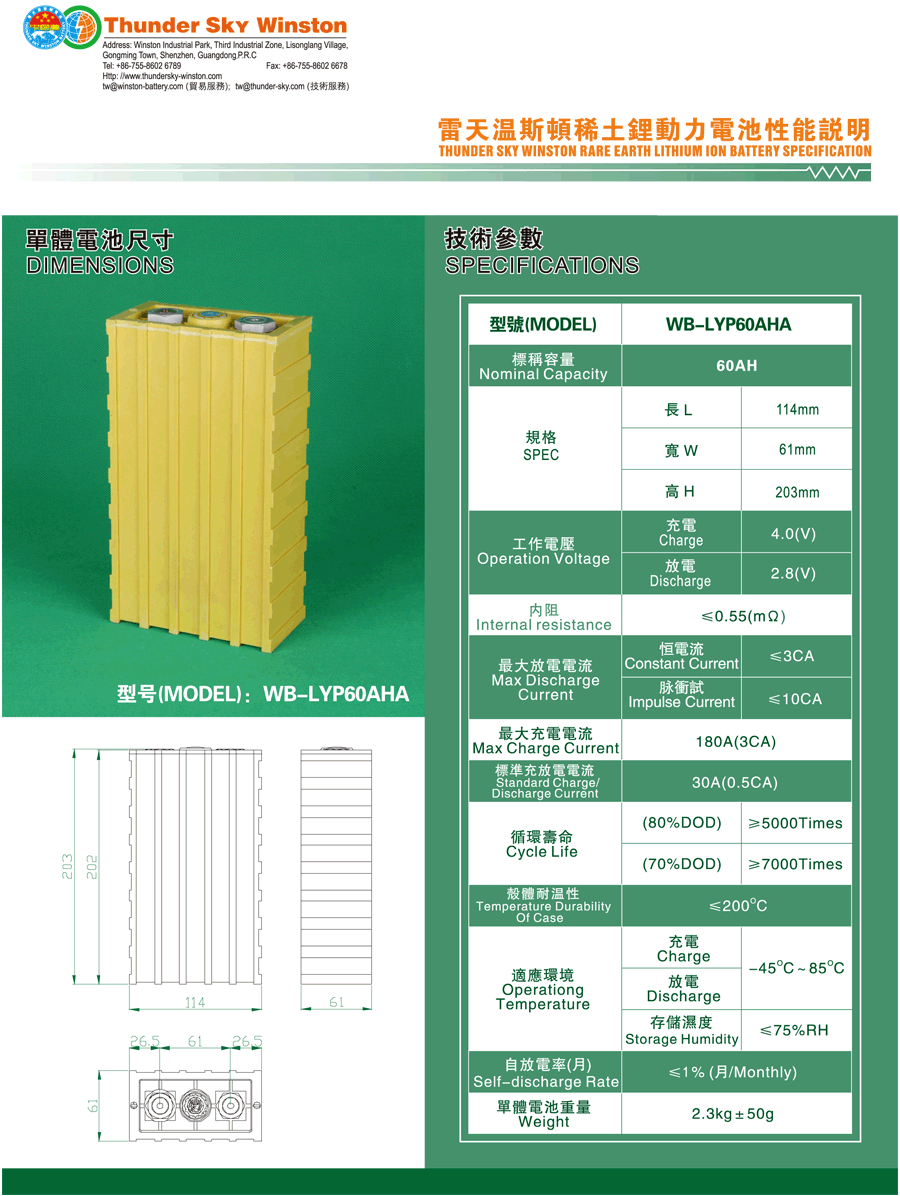 Thunder Sky Winston
Address: Winston Industrial Park, Third Industrial Zone, Lisonglang Village,
Gongming Town, Shenzhen, Guangdong.P.R.C
Tel: +86-755-8602 6789 Fax: +86-755-8602 6678
Http: //www.thundersky-winston.com
tw@winston-battery.com (貿易服務); tw@thunder-sky.com (技術服務)
雷天温斯頓稀土鋰動力電池性能説明
THUNDER SKY WINSTON RARE EARTH LITHIUM ION BATTERY SPECIFICATION
單體電池尺寸
DIMENSIONS
型号(MODEL)：WB-LYP60AHA
203
202
114
61
26.5
61
26.5
61
技術參數
SPECIFICATIONS
型號(MODEL) WB-LYP60AHA
標稱容量
Nominal Capacity
60AH
規格
SPEC
長 L 114mm
寬 W 61mm
高 H 203mm
工作電壓
Operation Voltage
充電
Charge
4.0(V)
放電
Discharge
2.8(V)
内阻
Internal resistance
≤0.55(mΩ)
最大放電電流
Max Discharge
Current
恒電流
Constant Current
≤3CA
脉衝試
Impulse Current
≤10CA
最大充電電流
Max Charge Current
180A(3CA)
標準充放電電流
Standard Charge/
Discharge Current
30A(0.5CA)
循環壽命
Cycle Life
(80%DOD) ≥5000Times
(70%DOD) ≥7000Times
殼體耐温性
Temperature Durability
Of Case
≤200°C
適應環境
Operationg
Temperature
充電
Charge
放電
Discharge
-45°C ~ 85°C
存儲濕度
Storage Humidity
≤75%RH
自放電率(月)
Self-discharge Rate
≤1% (月/Monthly)
單體電池重量
Weight
2.3kg ± 50g